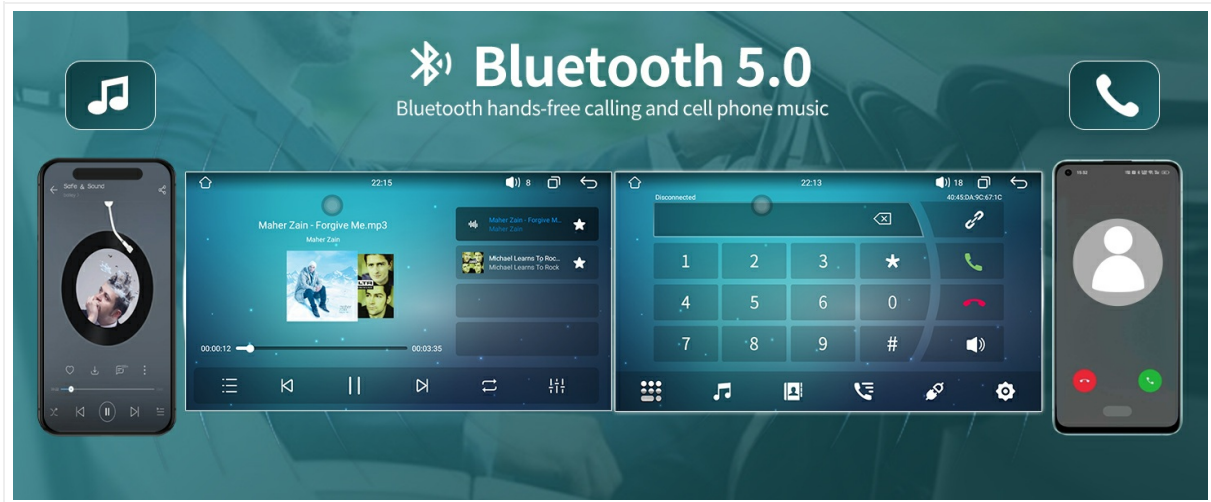 Bluetooth 5.0
Bluetooth hands-free calling and cell phone music
Safe & Sound
22:15
8
Maher Zain - Forgive Me.mp3
Maher Zain
Maher Zain - Forgive M..
Maher Zain
Michael Learns To Roc..
Michael Learns To Rock
00:00:12
00:03:35
22:13
18
Disconnected
40:45:DA:9C:67:1C
1 2 3 *
4 5 6 0
7 8 9 #